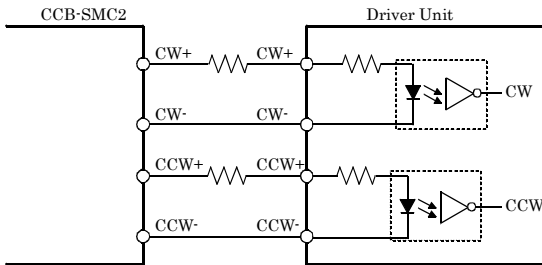 CCB-SMC2 Driver Unit
CW+ CW+
CW
CW- CW-
CCW+ CCW+
CCW
CCW- CCW-